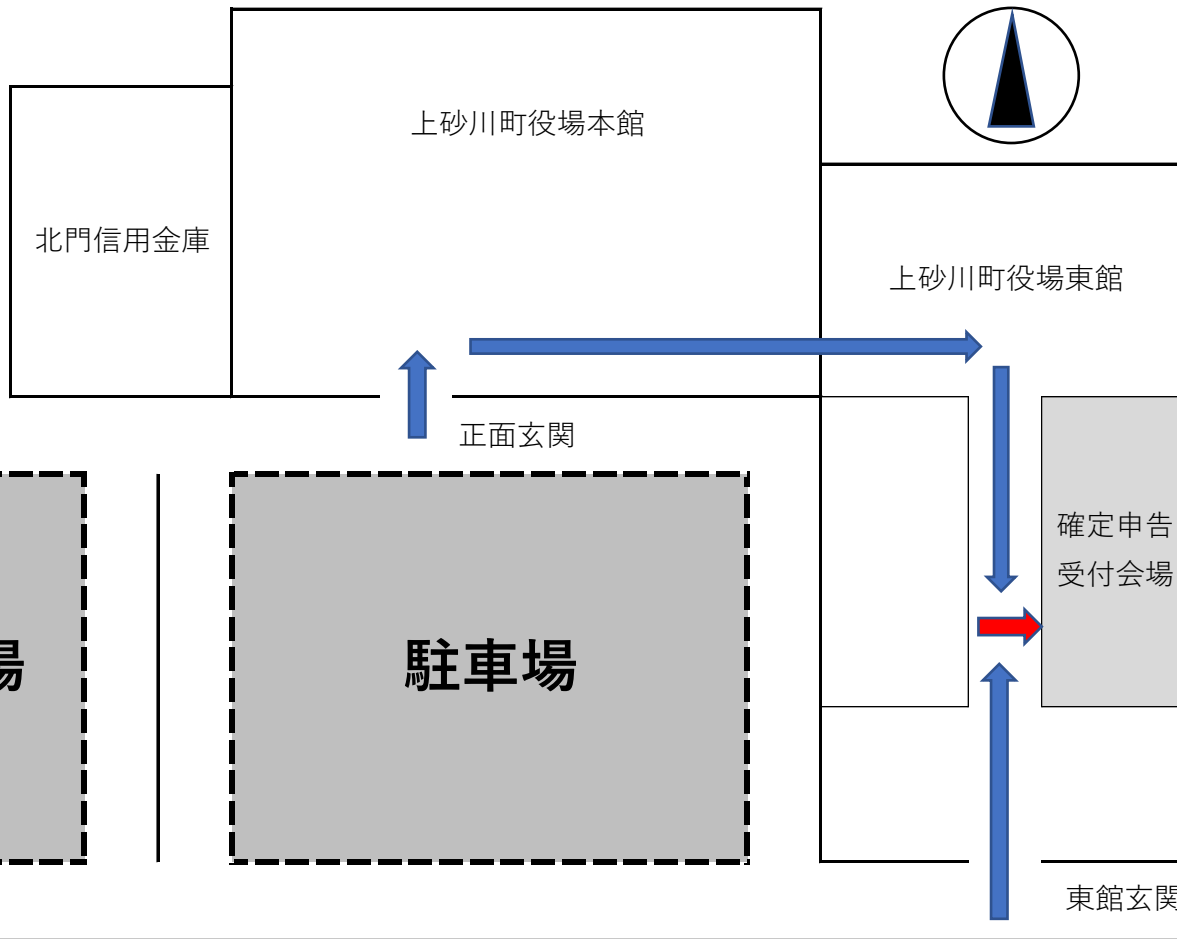 上砂川町役場本館
北門信用金庫
上砂川町役場東館
正面玄関
確定申告
受付会場
場
駐車場
東館玄関